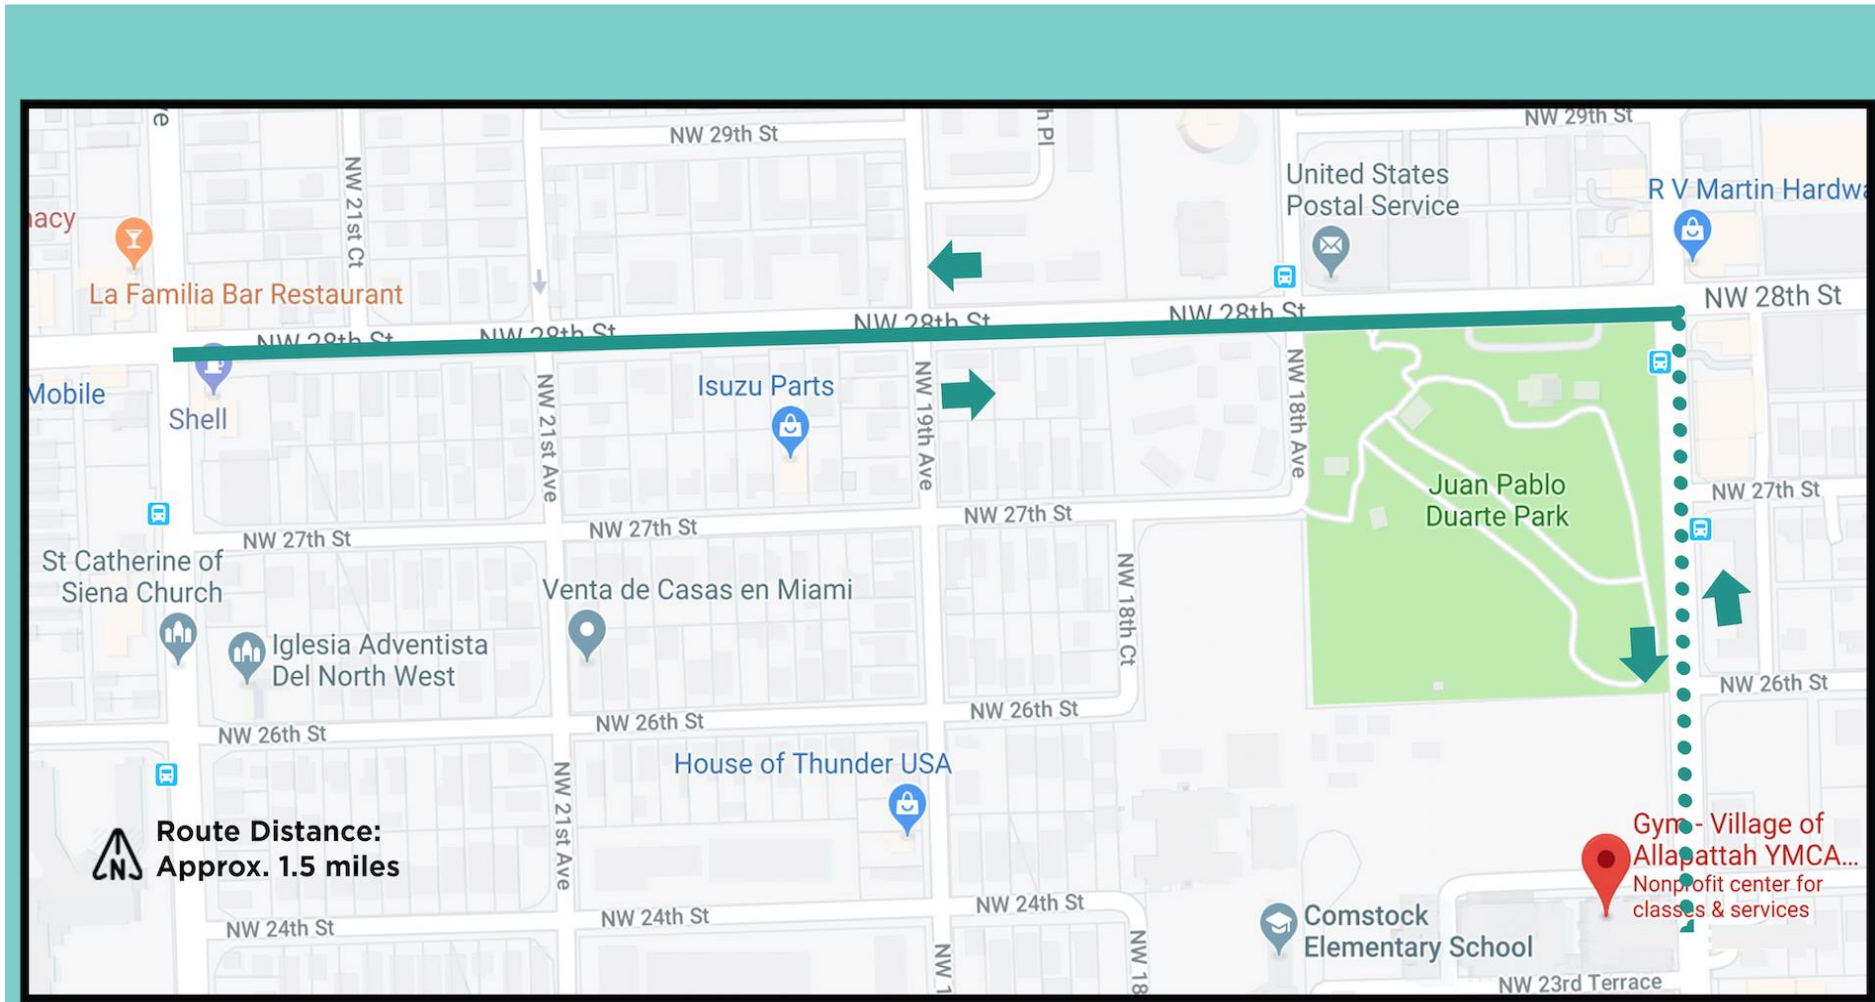 NW 29th St
NW 29th St
NW 21st Ct
United States
Postal Service
R V Martin
La Familia Bar Restaurant
NW 28th St
NW 28th St
NW 28th St
NW 28th St
NW 28th St
Mobile
Shell
Isuzu Parts
NW 21st Ave
NW 19th Ave
NW 18th Ave
Juan Pablo
Duarte Park
NW 27th St
NW 27th St
NW 27th St
NW 27th St
St Catherine of
Siena Church
Iglesia Adventista
Del North West
Venta de Casas en Miami
NW 18th Ct
NW 26th St
NW 26th St
NW 26th St
NW 26th St
House of Thunder USA
NW 21st Ave
N
Route Distance:
Approx. 1.5 miles
Gym - Village of
Allapattah YMCA...
Nonprofit center for
classes & services
NW 24th St
NW 24th St
NW 24th St
Comstock
Elementary School
NW 23rd Terrace